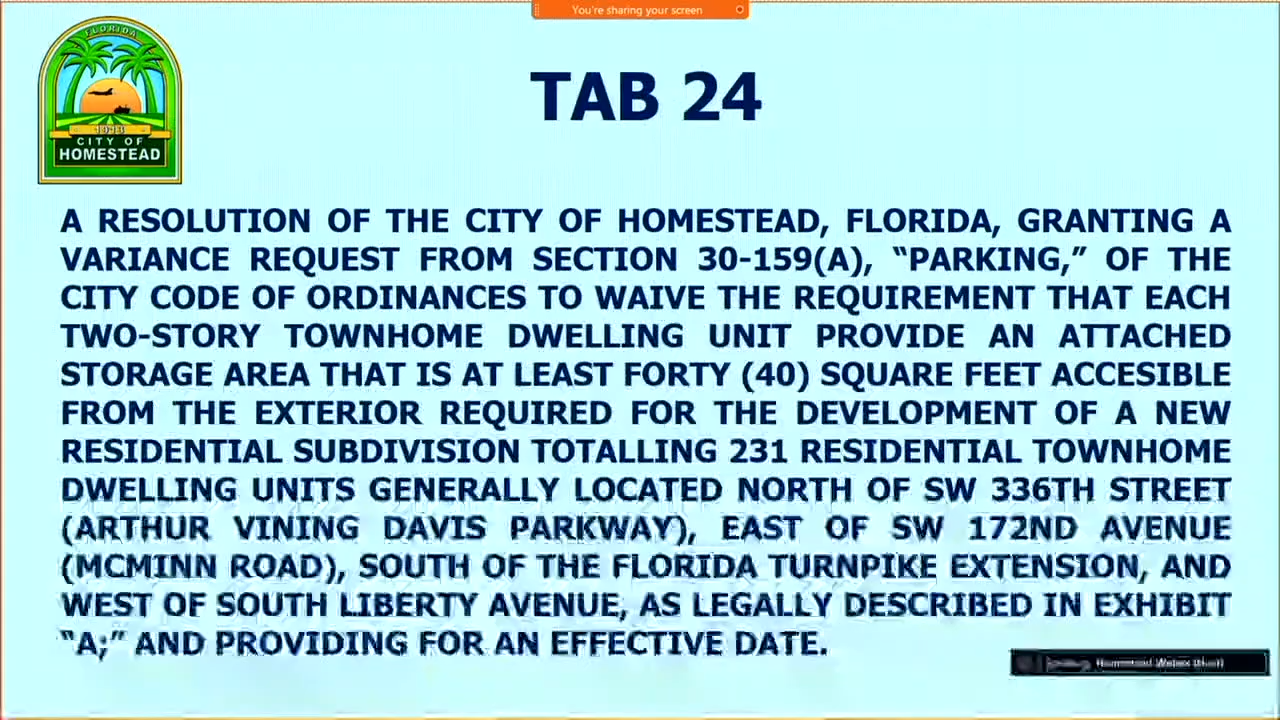 You're sharing your screen
FLORIDA
1913
CITY OF
HOMESTEAD
TAB 24
A RESOLUTION OF THE CITY OF HOMESTEAD, FLORIDA, GRANTING A
VARIANCE REQUEST FROM SECTION 30-159(A), “PARKING,” OF THE
CITY CODE OF ORDINANCES TO WAIVE THE REQUIREMENT THAT EACH
TWO-STORY TOWNHOME DWELLING UNIT PROVIDE AN ATTACHED
STORAGE AREA THAT IS AT LEAST FORTY (40) SQUARE FEET ACCESIBLE
FROM THE EXTERIOR REQUIRED FOR THE DEVELOPMENT OF A NEW
RESIDENTIAL SUBDIVISION TOTALLING 231 RESIDENTIAL TOWNHOME
DWELLING UNITS GENERALLY LOCATED NORTH OF SW 336TH STREET
(ARTHUR VINING DAVIS PARKWAY), EAST OF SW 172ND AVENUE
(MCMINN ROAD), SOUTH OF THE FLORIDA TURNPIKE EXTENSION, AND
WEST OF SOUTH LIBERTY AVENUE, AS LEGALLY DESCRIBED IN EXHIBIT
“A;” AND PROVIDING FOR AN EFFECTIVE DATE.
Homestead Webex (Host)